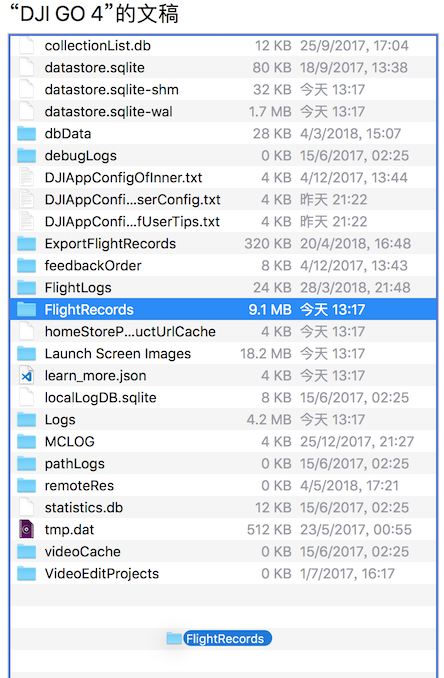 “DJI GO 4”的文稿
collectionList.db 12 KB 25/9/2017, 17:04
datastore.sqlite 80 KB 18/9/2017, 13:38
datastore.sqlite-shm 32 KB 今天 13:17
datastore.sqlite-wal 1.7 MB 今天 13:17
dbData 28 KB 4/3/2018, 15:07
debugLogs 0 KB 15/6/2017, 02:25
DJIAppConfigOfInner.txt 4 KB 4/12/2017, 13:44
DJIAppConfi...serConfig.txt 4 KB 昨天 21:22
DJIAppConfi...fUserTips.txt 4 KB 昨天 21:22
ExportFlightRecords 320 KB 20/4/2018, 16:48
feedbackOrder 8 KB 4/12/2017, 13:43
FlightLogs 24 KB 28/3/2018, 21:48
FlightRecords 9.1 MB 今天 13:17
homeStoreP...uctUrlCache 4 KB 今天 13:17
Launch Screen Images 18.2 MB 今天 13:17
learn_more.json 4 KB 今天 13:17
localLogDB.sqlite 8 KB 15/6/2017, 02:25
Logs 4.2 MB 今天 13:17
MCLOG 4 KB 25/12/2017, 21:27
pathLogs 0 KB 15/6/2017, 02:25
remoteRes 0 KB 4/5/2018, 17:21
statistics.db 12 KB 15/6/2017, 02:25
tmp.dat 512 KB 23/5/2017, 00:55
videoCache 0 KB 15/6/2017, 02:25
VideoEditProjects 0 KB 1/7/2017, 16:17
FlightRecords